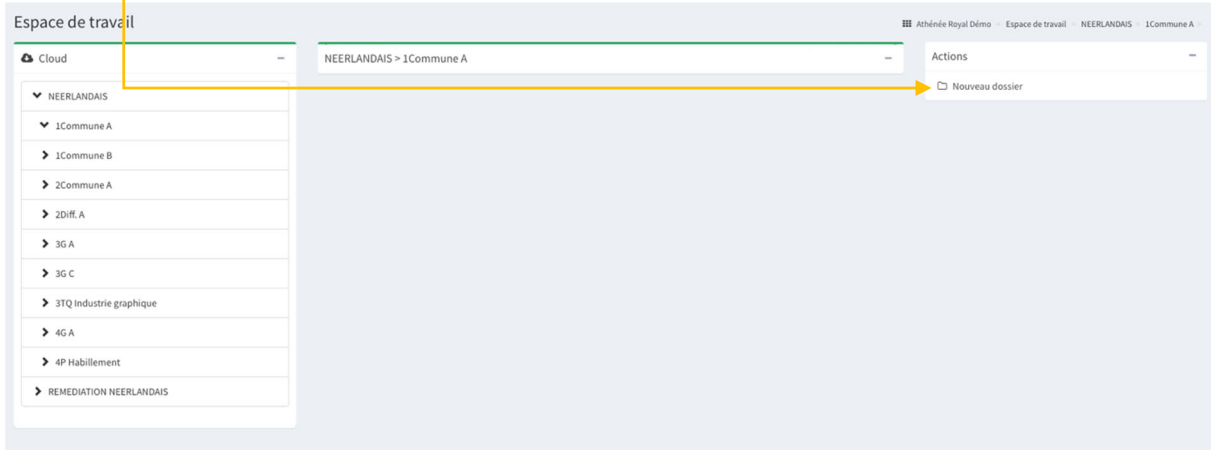 Espace de travail
Athénée Royal Démo Espace de travail NEERLANDAIS 1Commune A
Cloud
NEERLANDAIS
1Commune A
1Commune B
2Commune A
2Diff. A
3G A
3G C
3TQ Industrie graphique
4G A
4P Habillement
REMEDIATION NEERLANDAIS
NEERLANDAIS > 1Commune A
Actions
Nouveau dossier